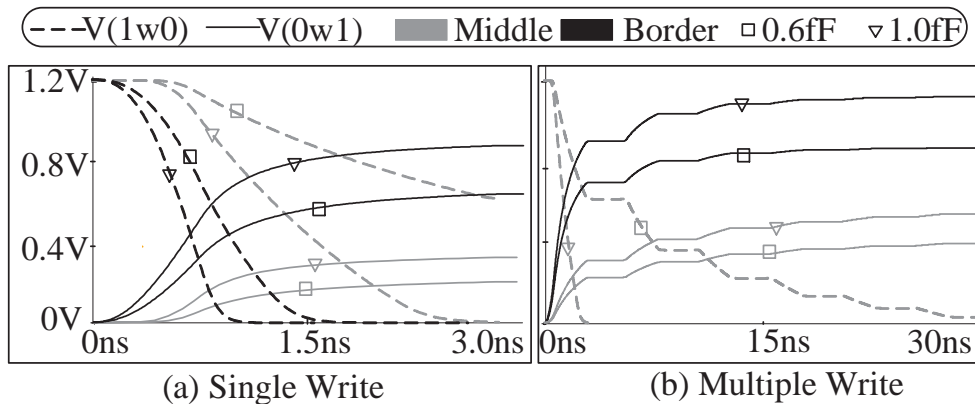 V(1w0) V(0w1) Middle Border 0.6fF 1.0fF
1.2V
0.8V
0.4V
0V
0ns 1.5ns 3.0ns
0ns 15ns 30ns
(a) Single Write
(b) Multiple Write